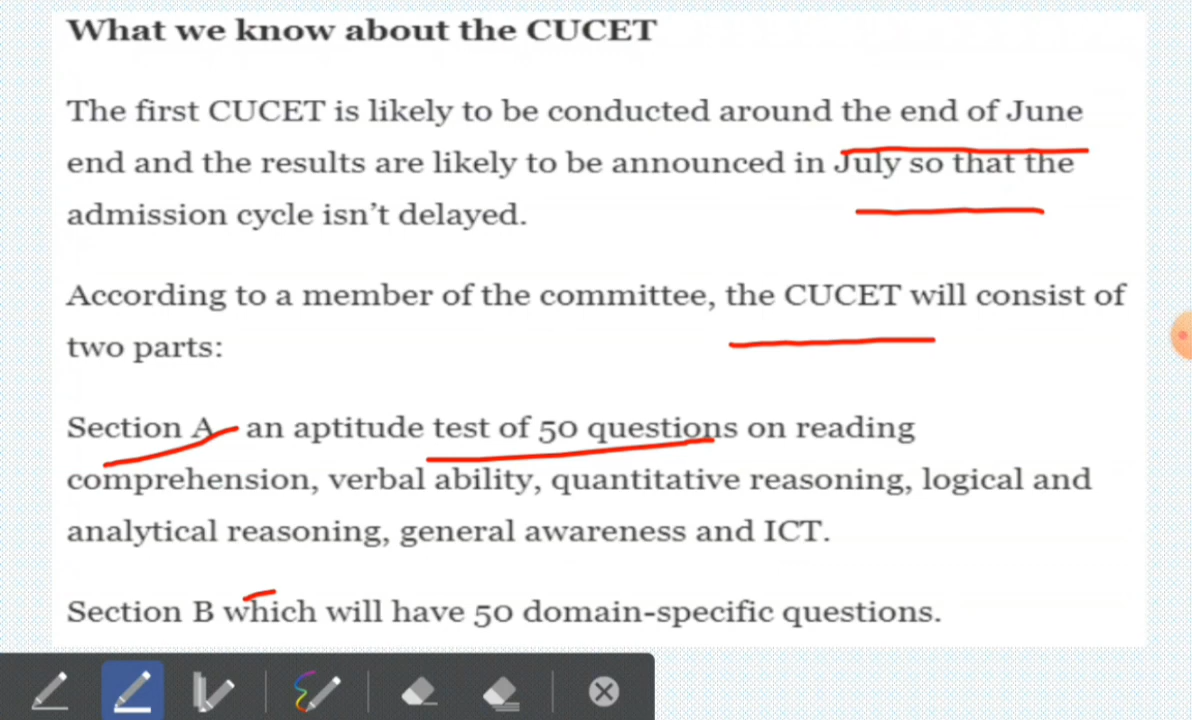 What we know about the CUCET
The first CUCET is likely to be conducted around the end of June
end and the results are likely to be announced in July so that the
admission cycle isn’t delayed.
According to a member of the committee, the CUCET will consist of
two parts:
Section A an aptitude test of 50 questions on reading
comprehension, verbal ability, quantitative reasoning, logical and
analytical reasoning, general awareness and ICT.
Section B which will have 50 domain-specific questions.